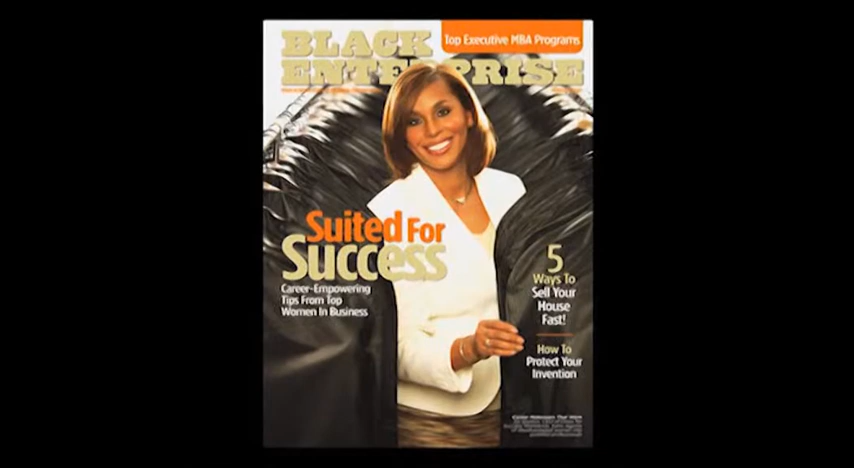 BLACK
Top Executive MBA Programs
ENTERPRISE
Suited For
Success
Career-Empowering
Tips From Top
Women In Business
5
Ways To
Sell Your
House
Fast!
How To
Protect Your
Invention